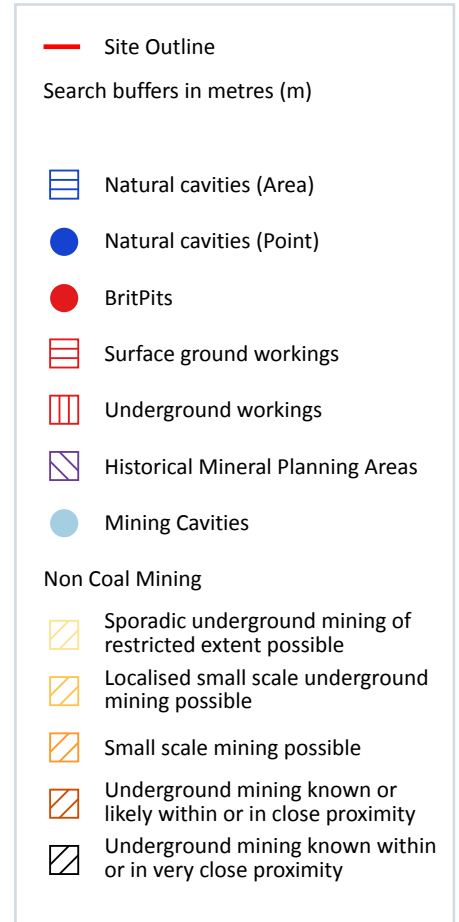 Site Outline
Search buffers in metres (m)
Natural cavities (Area)
Natural cavities (Point)
BritPits
Surface ground workings
Underground workings
Historical Mineral Planning Areas
Mining Cavities
Non Coal Mining
Sporadic underground mining of
restricted extent possible
Localised small scale underground
mining possible
Small scale mining possible
Underground mining known or
likely within or in close proximity
Underground mining known within
or in very close proximity